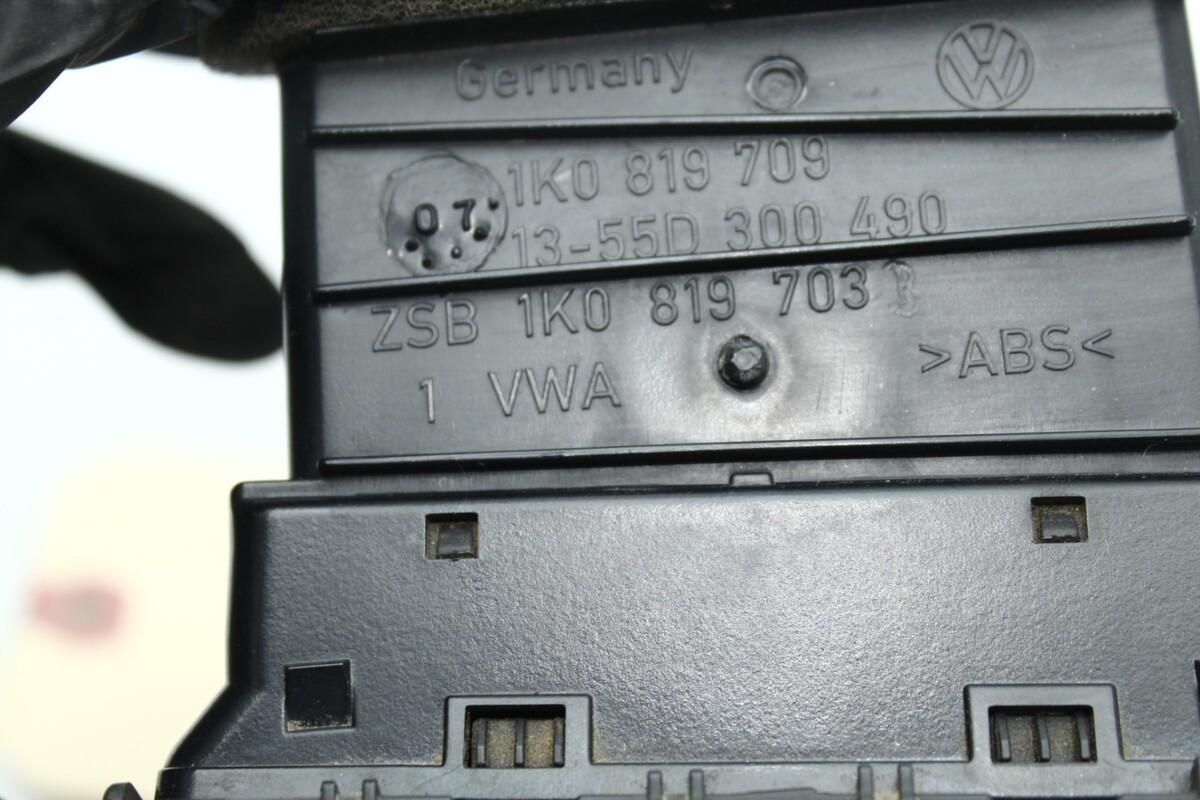 Germany
1K0 819 709
07
13-55D 300 490
ZSB 1K0 819 703 B
>ABS<
1 VWA